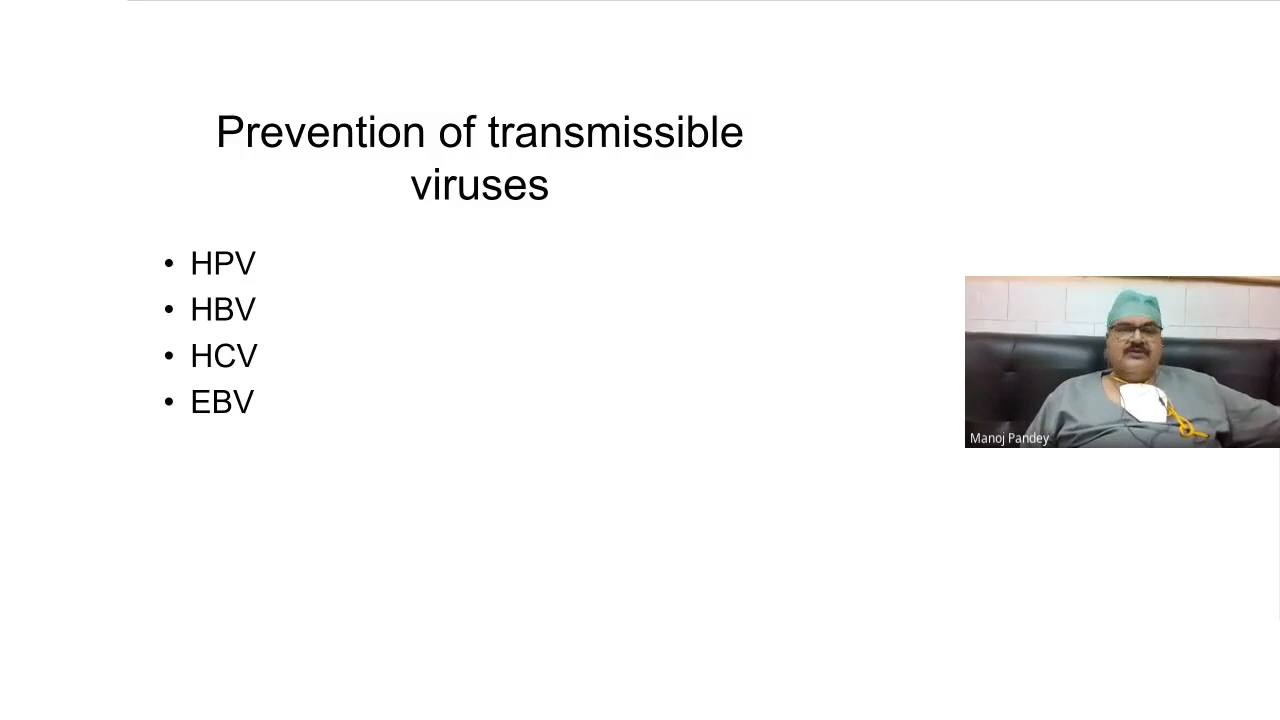 Prevention of transmissible
viruses
• HPV
• HBV
• HCV
• EBV
Manoj Pandey